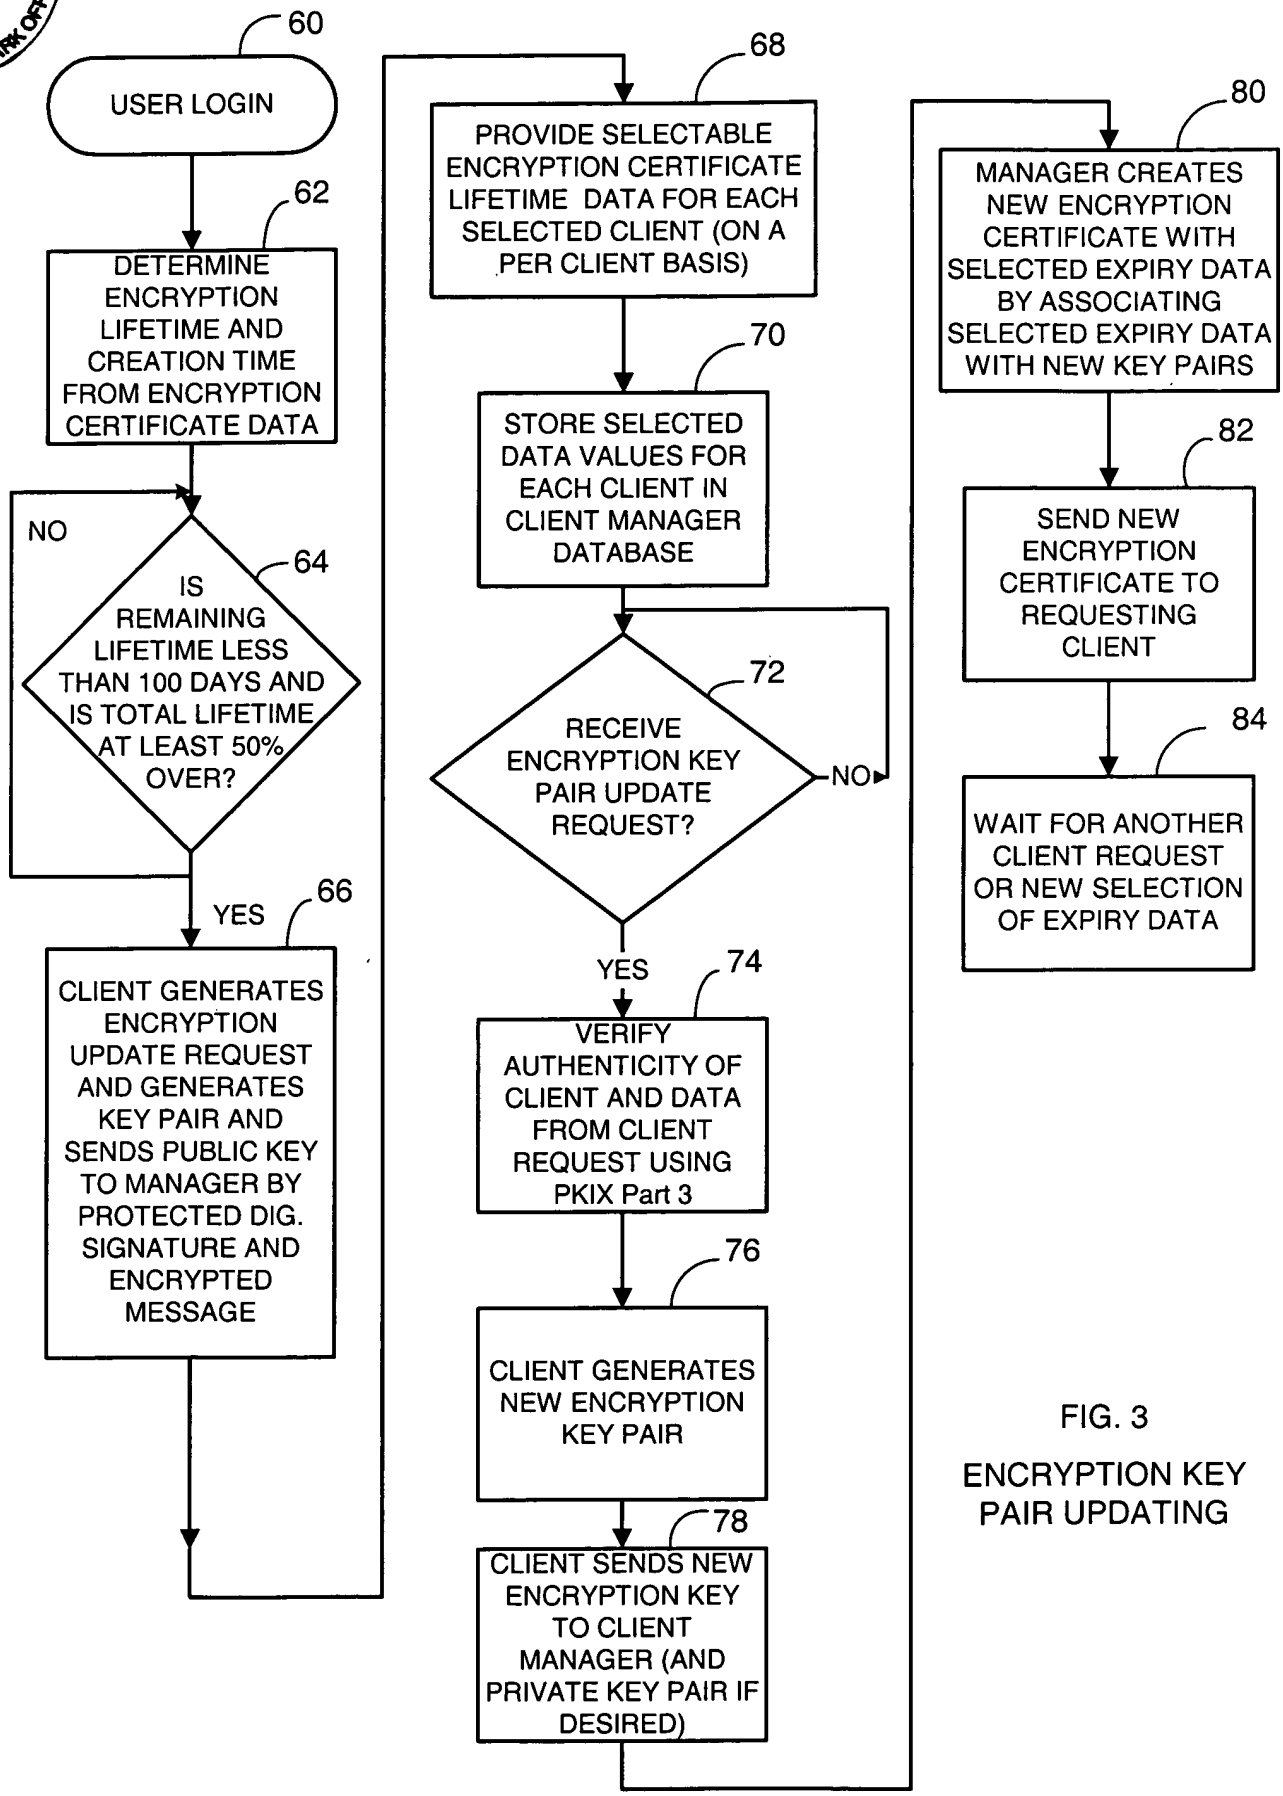 60
USER LOGIN
62
DETERMINE
ENCRYPTION
LIFETIME AND
CREATION TIME
FROM ENCRYPTION
CERTIFICATE DATA
NO
64
IS
REMAINING
LIFETIME LESS
THAN 100 DAYS AND
IS TOTAL LIFETIME
AT LEAST 50%
OVER?
YES
66
CLIENT GENERATES
ENCRYPTION
UPDATE REQUEST
AND GENERATES
KEY PAIR AND
SENDS PUBLIC KEY
TO MANAGER BY
PROTECTED DIG.
SIGNATURE AND
ENCRYPTED
MESSAGE
68
PROVIDE SELECTABLE
ENCRYPTION CERTIFICATE
LIFETIME DATA FOR EACH
SELECTED CLIENT (ON A
PER CLIENT BASIS)
70
STORE SELECTED
DATA VALUES FOR
EACH CLIENT IN
CLIENT MANAGER
DATABASE
72
RECEIVE
ENCRYPTION KEY
PAIR UPDATE
REQUEST?
NO
YES
74
VERIFY
AUTHENTICITY OF
CLIENT AND DATA
FROM CLIENT
REQUEST USING
PKIX Part 3
76
CLIENT GENERATES
NEW ENCRYPTION
KEY PAIR
78
CLIENT SENDS NEW
ENCRYPTION KEY
TO CLIENT
MANAGER (AND
PRIVATE KEY PAIR IF
DESIRED)
80
MANAGER CREATES
NEW ENCRYPTION
CERTIFICATE WITH
SELECTED EXPIRY DATA
BY ASSOCIATING
SELECTED EXPIRY DATA
WITH NEW KEY PAIRS
82
SEND NEW
ENCRYPTION
CERTIFICATE TO
REQUESTING
CLIENT
84
WAIT FOR ANOTHER
CLIENT REQUEST
OR NEW SELECTION
OF EXPIRY DATA
FIG. 3
ENCRYPTION KEY
PAIR UPDATING